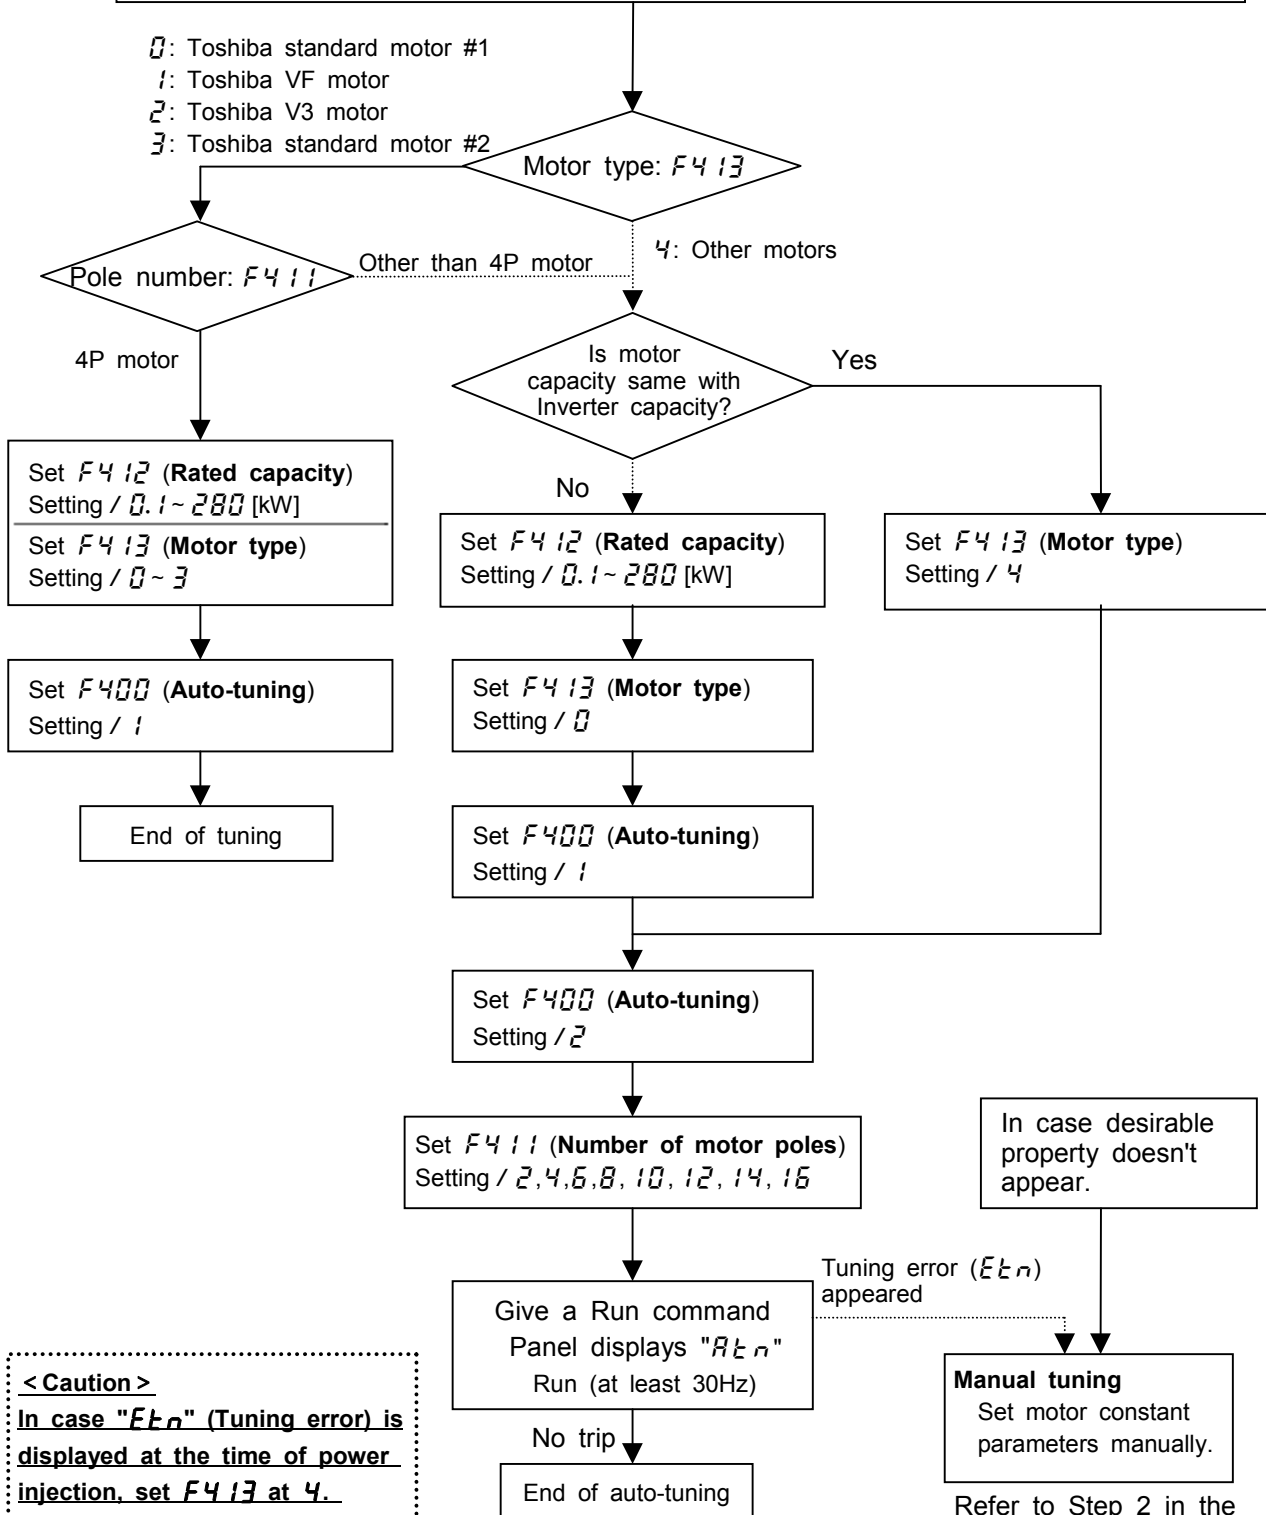 0: Toshiba standard motor #1
1: Toshiba VF motor
2: Toshiba V3 motor
3: Toshiba standard motor #2
Motor type: F413
Pole number: F411
Other than 4P motor
4: Other motors
4P motor
Is motor
capacity same with
Inverter capacity?
Yes
No
Set F412 (Rated capacity)
Setting / 0.1~280 [kW]
Set F413 (Motor type)
Setting / 0~3
Set F412 (Rated capacity)
Setting / 0.1~280 [kW]
Set F413 (Motor type)
Setting / 4
Set F400 (Auto-tuning)
Setting / 1
Set F413 (Motor type)
Setting / 0
End of tuning
Set F400 (Auto-tuning)
Setting / 1
Set F400 (Auto-tuning)
Setting / 2
Set F411 (Number of motor poles)
Setting / 2,4,6,8,10,12,14,16
In case desirable
property doesn't
appear.
Tuning error (Etn)
appeared
Give a Run command
Panel displays "Atn"
Run (at least 30Hz)
No trip
End of auto-tuning
Manual tuning
Set motor constant
parameters manually.
Refer to Step 2 in the
<Caution>
In case "Etn" (Tuning error) is
displayed at the time of power
injection, set F413 at 4.